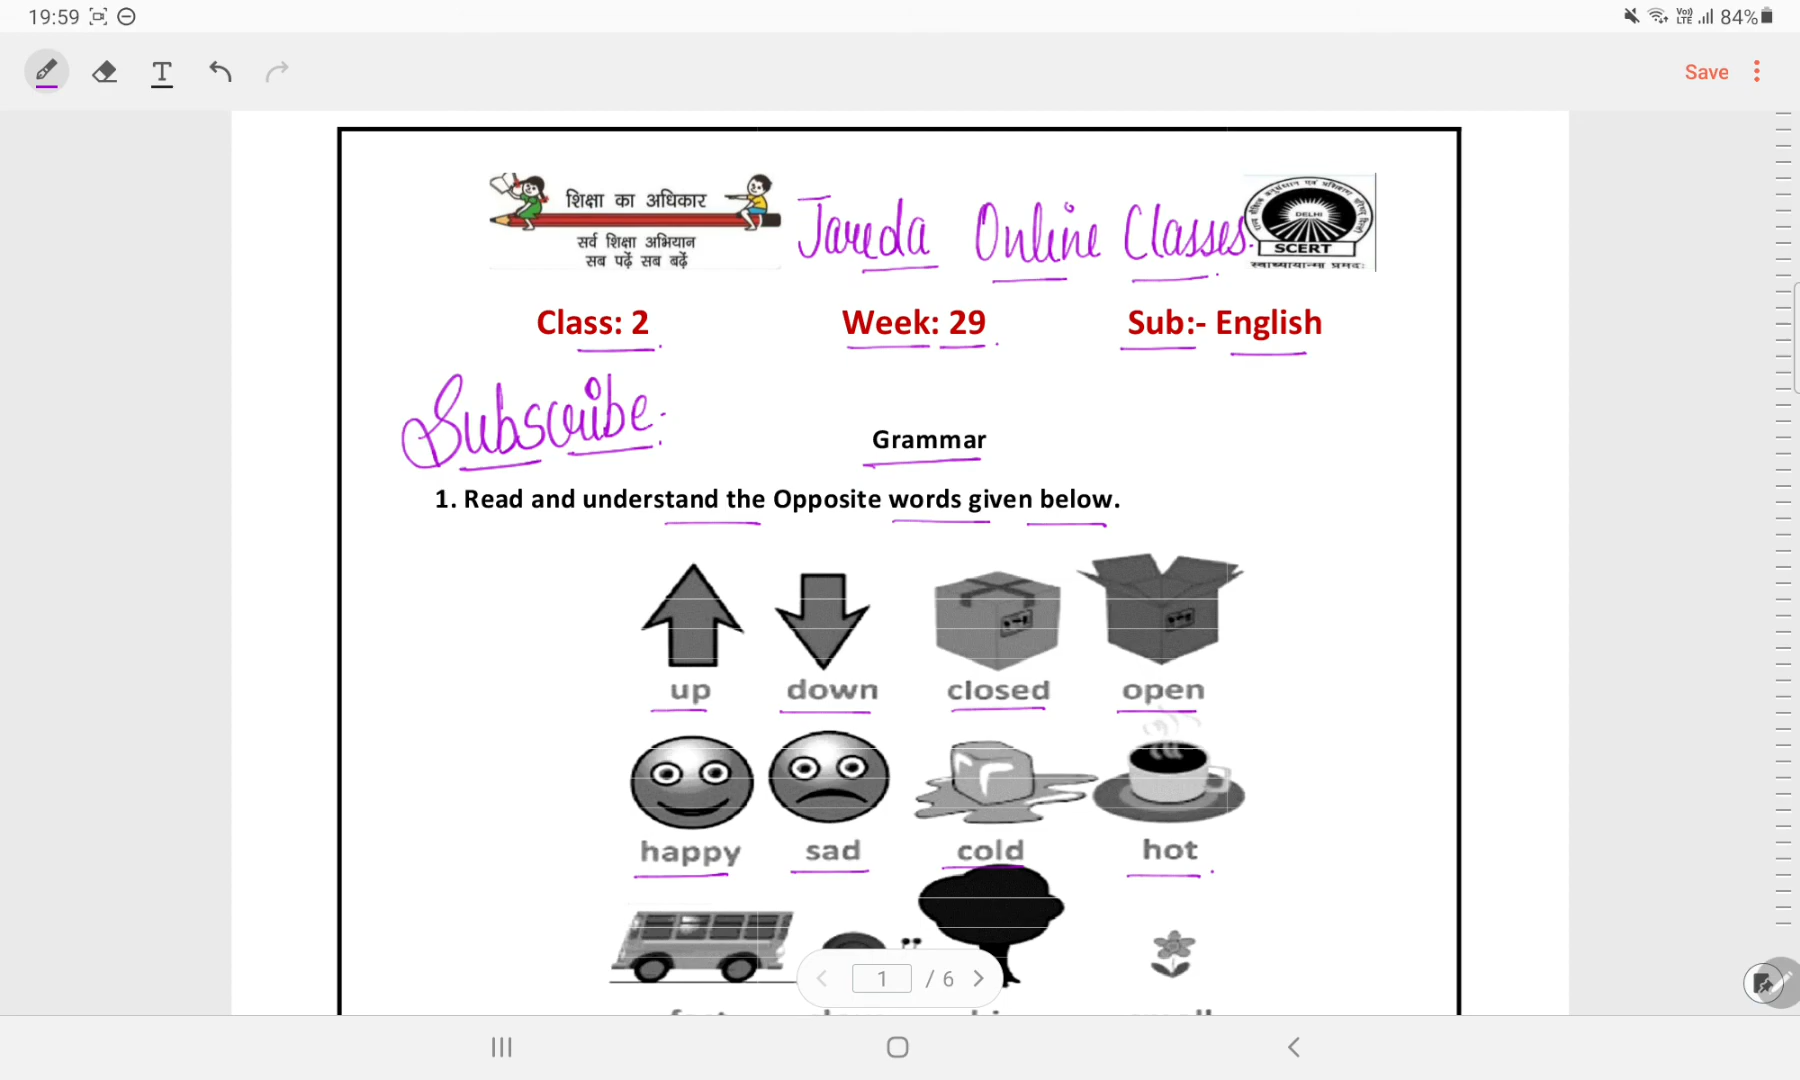 19:59 84%
T Save
शिक्षा का अधिकार
सर्व शिक्षा अभियान
सब पढ़ें सब बढ़ें
Jareda Online Classes.
DELHI
SCERT
Class: 2 Week: 29 Sub:- English
Subscribe.
Grammar
1. Read and understand the Opposite words given below.
up down closed open
happy sad cold hot
1 / 6